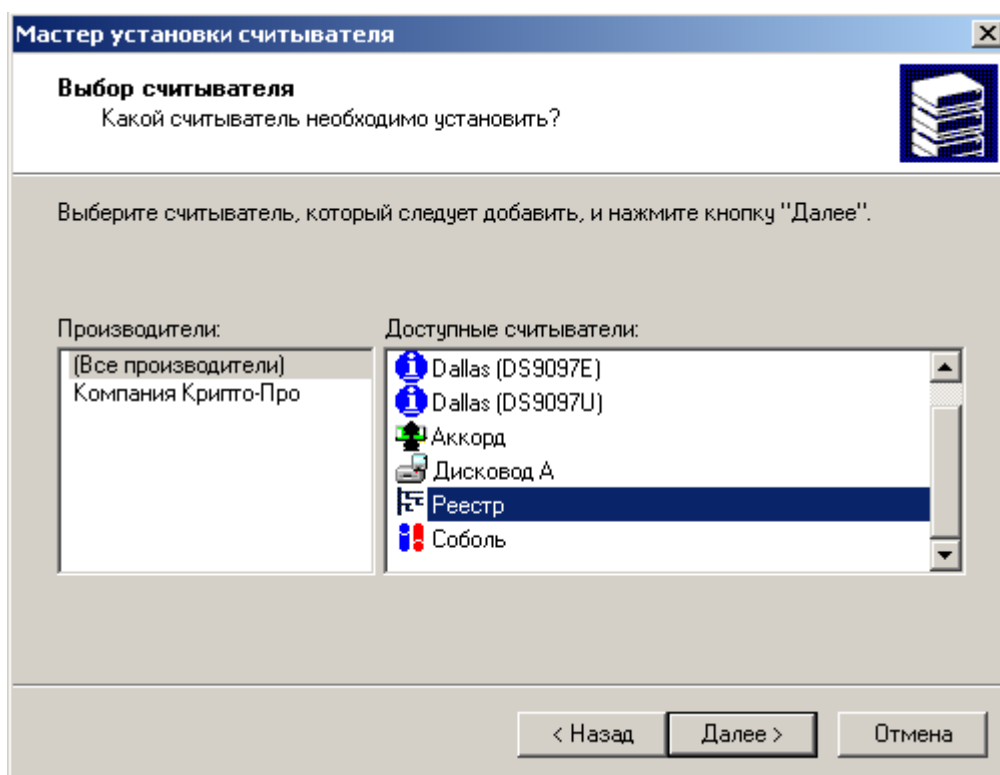 Мастер установки считывателя
Выбор считывателя
Какой считыватель необходимо установить?
Выберите считыватель, который следует добавить, и нажмите кнопку "Далее".
Производители:
(Все производители)
Компания Крипто-Про
Доступные считыватели:
Dallas (DS9097E)
Dallas (DS9097U)
Аккорд
Дисковод A
Реестр
Соболь
< Назад
Далее >
Отмена